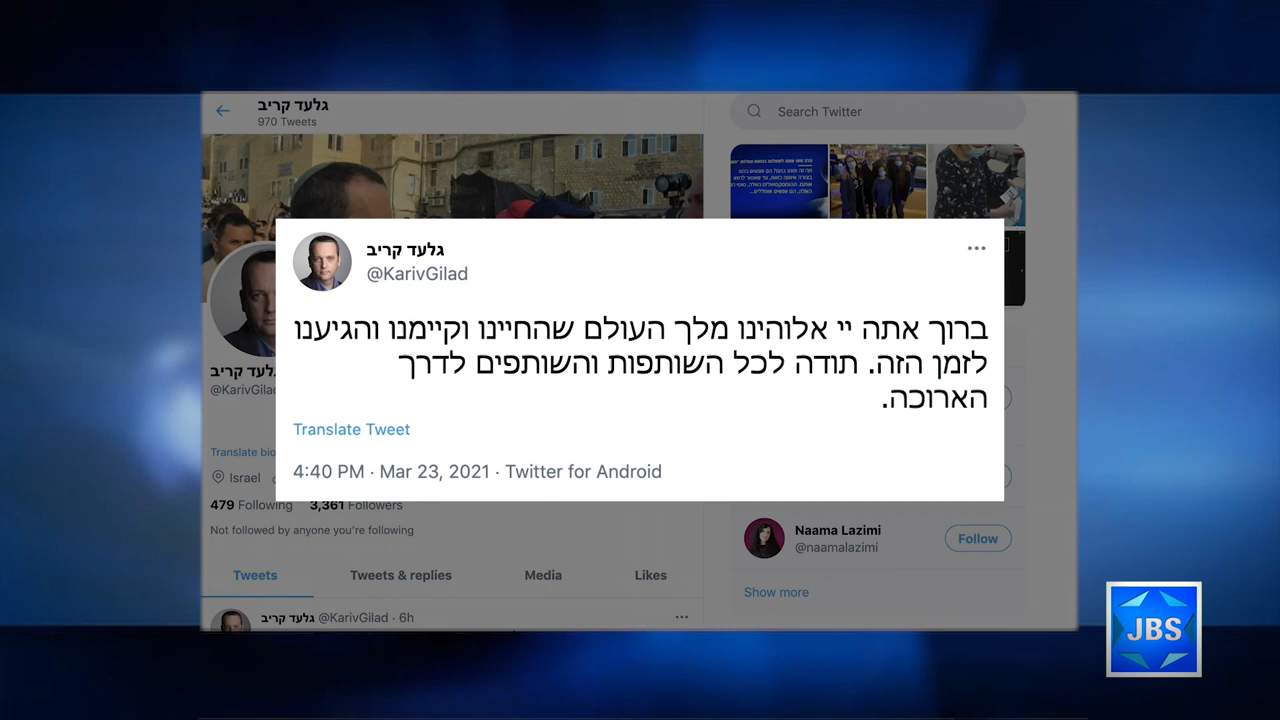 גלעד קריב
970 Tweets
Search Twitter
גלעד קריב
@KarivGilad
ברוך אתה יי אלוהינו מלך העולם שהחיינו וקיימנו והגיענו
לזמן הזה. תודה לכל השותפות והשותפים לדרך
הארוכה.
Translate Tweet
4:40 PM · Mar 23, 2021 · Twitter for Android
@KarivGilad
Translate bio
Israel
479 Following 3,361 Followers
Not followed by anyone you’re following
Tweets Tweets & replies Media Likes
גלעד קריב @KarivGilad · 6h
Naama Lazimi
@naamalazimi
Follow
Show more
JBS